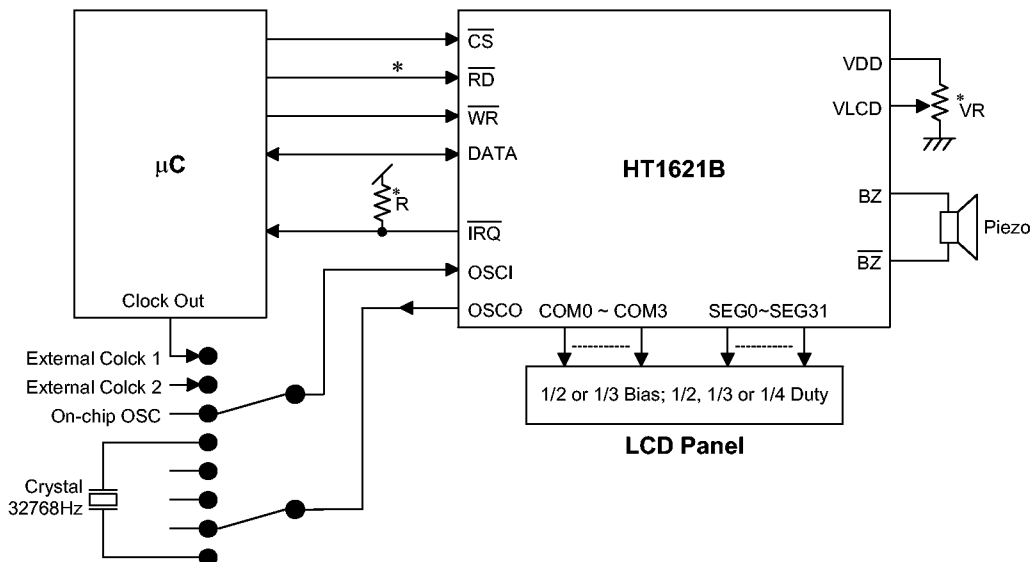 μC
CS
RD
*
WR
DATA
IRQ
OSCI
OSCO
*
R
HT1621B
VDD
VLCD
*
VR
BZ
BZ
Piezo
COM0 ~ COM3
SEG0~SEG31
Clock Out
External Colck 1
External Colck 2
On-chip OSC
Crystal
32768Hz
1/2 or 1/3 Bias; 1/2, 1/3 or 1/4 Duty
LCD Panel